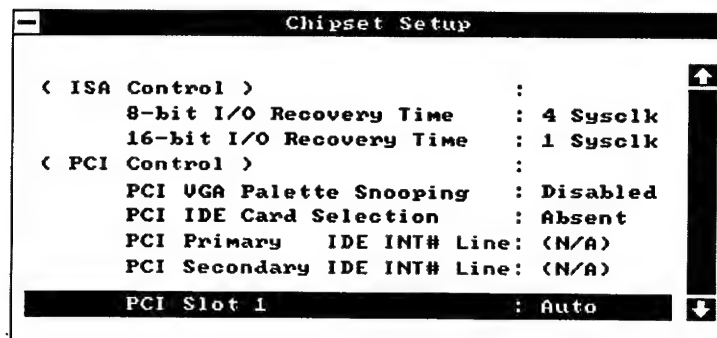 Chipset Setup
( ISA Control ) :
8-bit I/O Recovery Time : 4 Sysclk
16-bit I/O Recovery Time : 1 Sysclk
( PCI Control ) :
PCI VGA Palette Snooping : Disabled
PCI IDE Card Selection : Absent
PCI Primary IDE INT# Line: (N/A)
PCI Secondary IDE INT# Line: (N/A)
PCI Slot 1 : Auto